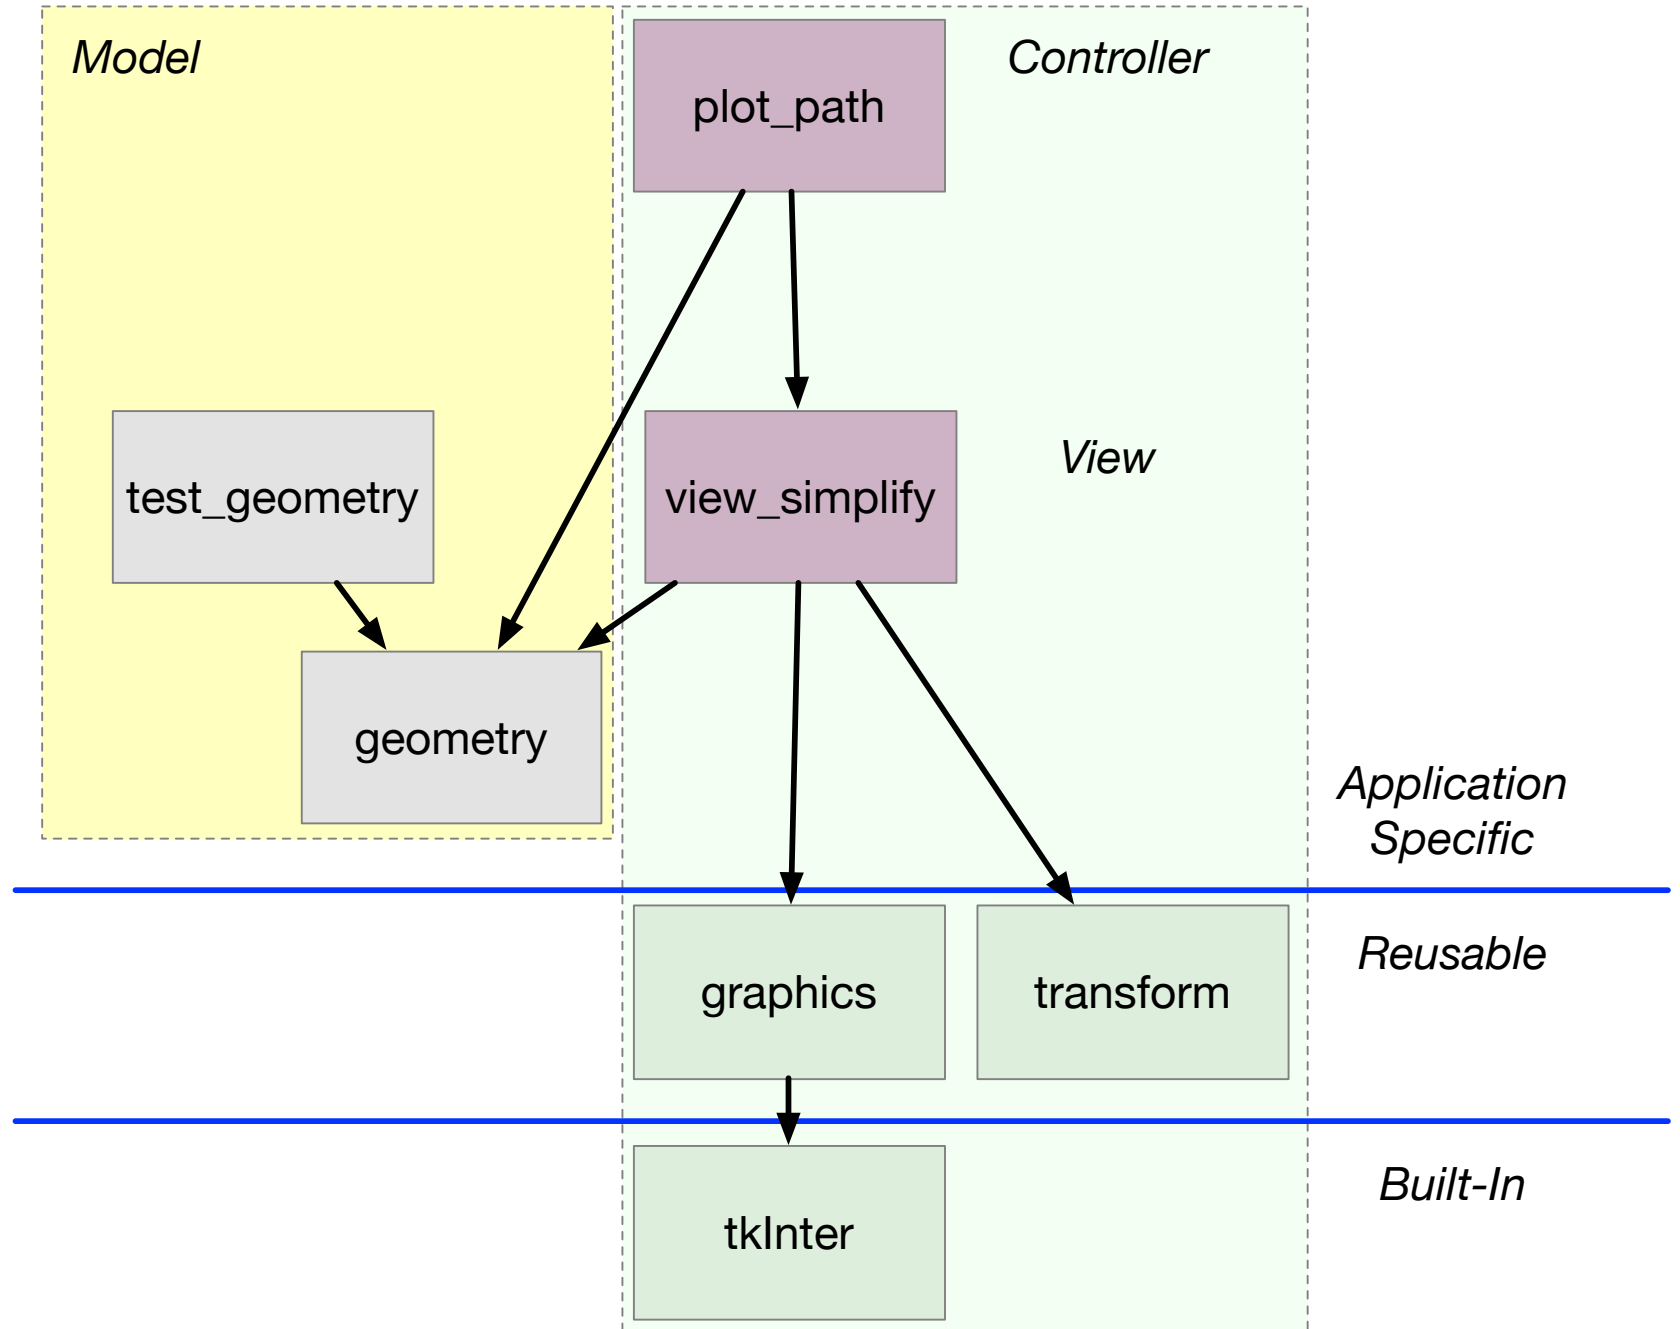 Model
Controller
plot_path
View
test_geometry
view_simplify
geometry
Application
Specific
Reusable
graphics
transform
Built-In
tkInter